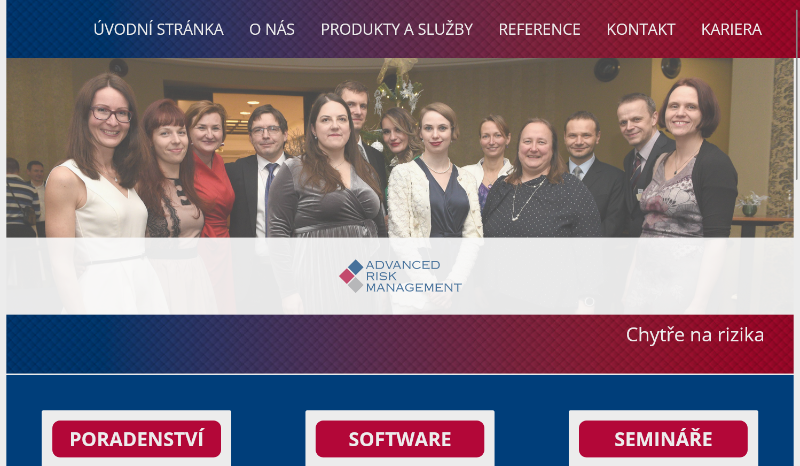 ÚVODNÍ STRÁNKA O NÁS PRODUKTY A SLUŽBY REFERENCE KONTAKT KARIERA
ADVANCED
RISK
MANAGEMENT
Chytře na rizika
PORADENSTVÍ SOFTWARE SEMINÁŘE